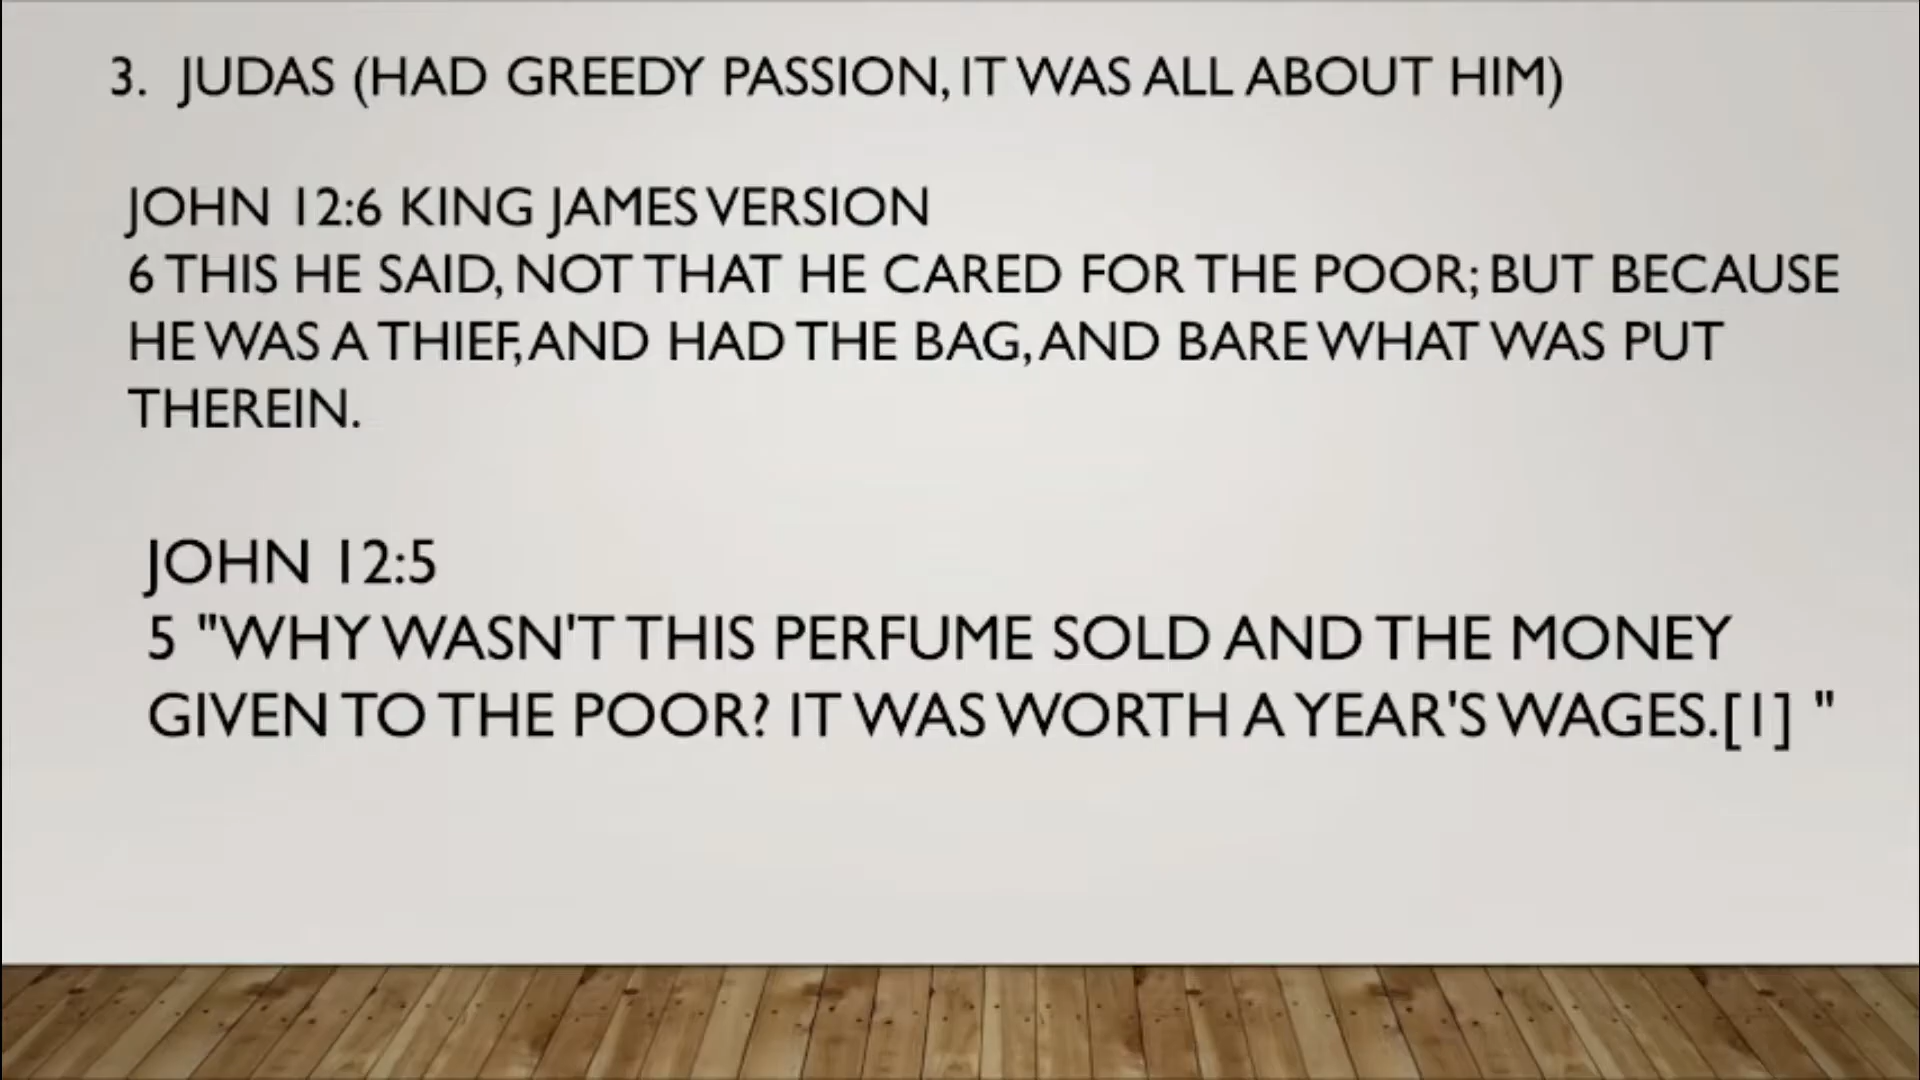 3. JUDAS (HAD GREEDY PASSION, IT WAS ALL ABOUT HIM)
JOHN 12:6 KING JAMES VERSION
6 THIS HE SAID, NOT THAT HE CARED FOR THE POOR; BUT BECAUSE
HE WAS A THIEF, AND HAD THE BAG, AND BARE WHAT WAS PUT
THEREIN.
JOHN 12:5
5 "WHY WASN'T THIS PERFUME SOLD AND THE MONEY
GIVEN TO THE POOR? IT WAS WORTH A YEAR'S WAGES.[1] "